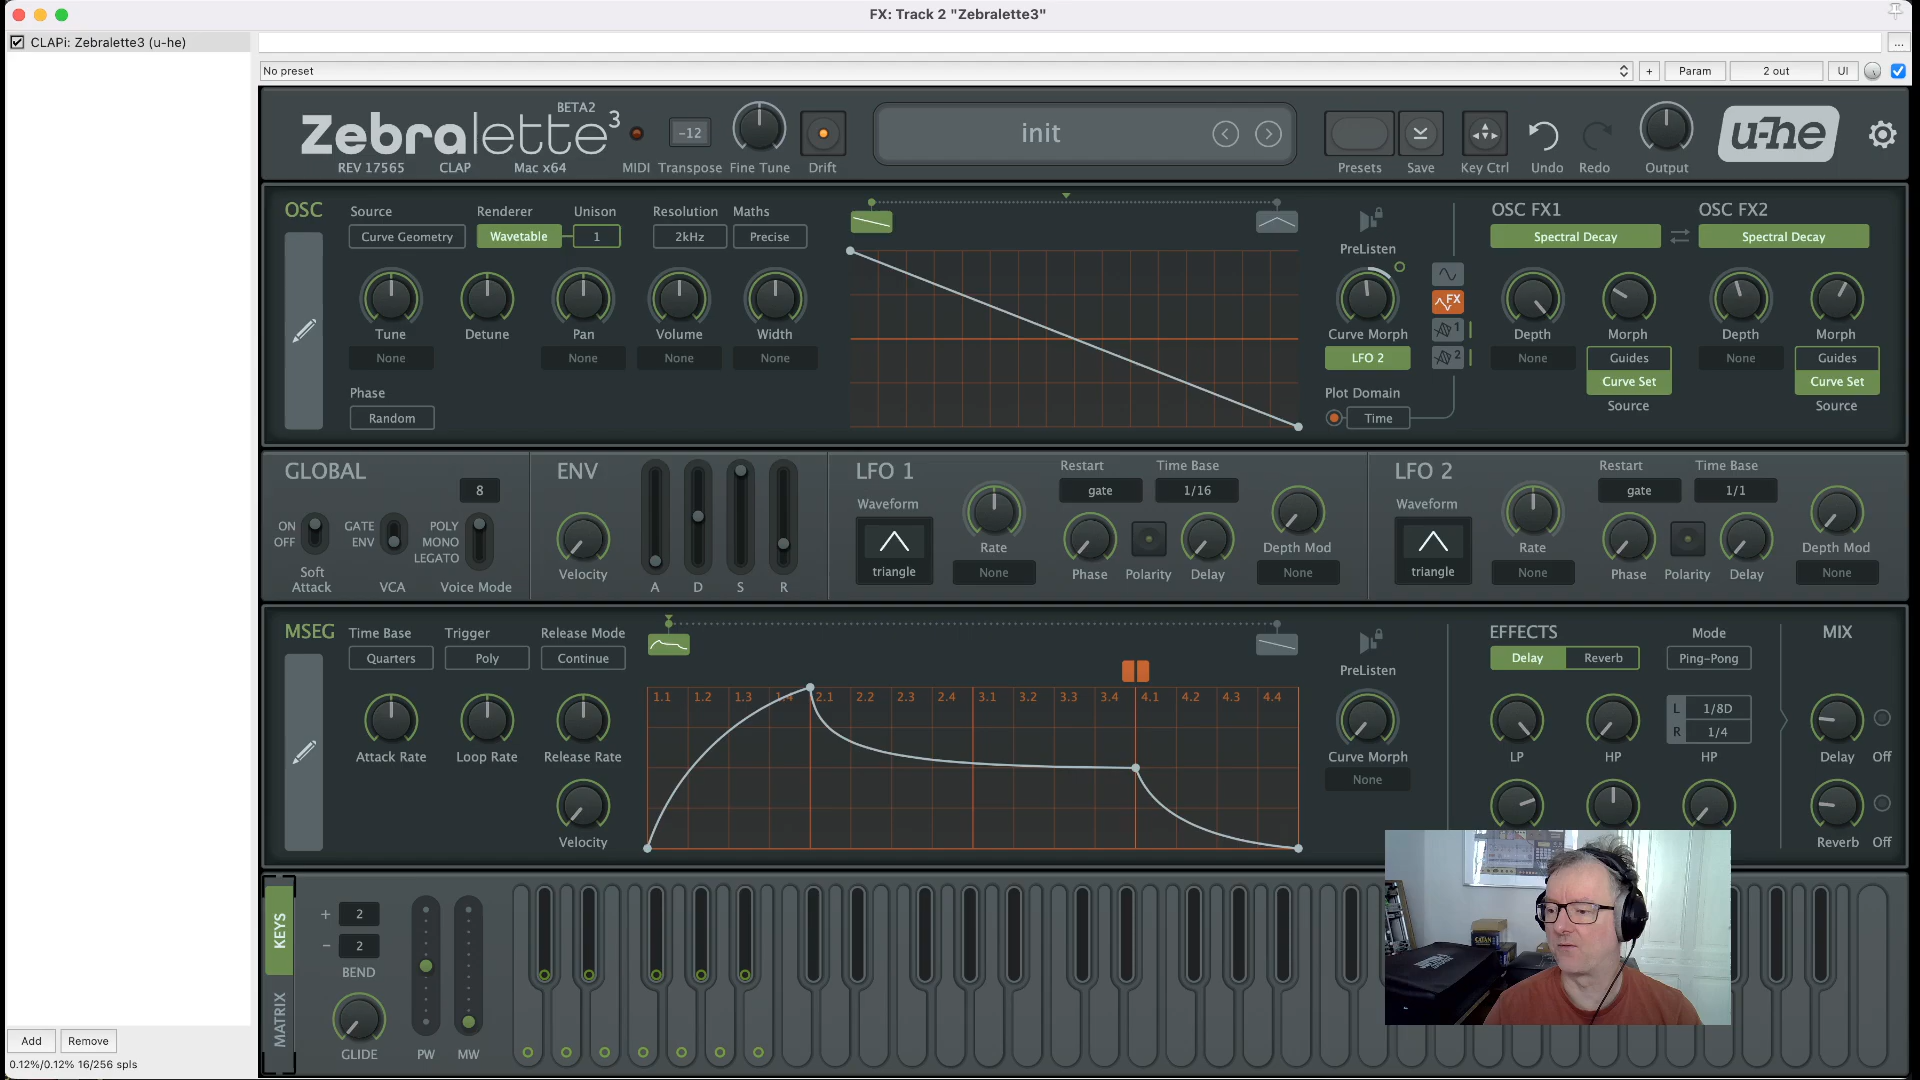 FX: Track 2 "Zebralette3"
CLAPi: Zebralette3 (u-he)
...
No preset
+
Param
2 out
UI
BETA2
Zebralette3
REV 17565 CLAP Mac x64
MIDI
-12
Transpose
Fine Tune
Drift
init
Presets
Save
Key Ctrl
Undo
Redo
Output
u-he
OSC
Source
Curve Geometry
Renderer
Wavetable
Unison
1
Resolution
2kHz
Maths
Precise
Tune
None
Detune
Pan
None
Volume
None
Width
None
Phase
Random
PreListen
Curve Morph
LFO 2
Plot Domain
Time
FX
1
2
OSC FX1
Spectral Decay
Depth
None
Morph
Guides
Curve Set
Source
OSC FX2
Spectral Decay
Depth
None
Morph
Guides
Curve Set
Source
GLOBAL
8
ON
OFF
Soft
Attack
GATE
ENV
VCA
POLY
MONO
LEGATO
Voice Mode
ENV
Velocity
A D S R
LFO 1
Waveform
triangle
Rate
None
Restart
gate
Time Base
1/16
Phase
Polarity
Delay
Depth Mod
None
LFO 2
Waveform
triangle
Rate
None
Restart
gate
Time Base
1/1
Phase
Polarity
Delay
Depth Mod
None
MSEG
Time Base
Quarters
Trigger
Poly
Release Mode
Continue
Attack Rate
Loop Rate
Release Rate
Velocity
1.1 1.2 1.3 1.4 2.1 2.2 2.3 2.4 3.1 3.2 3.3 3.4 4.1 4.2 4.3 4.4
PreListen
Curve Morph
None
EFFECTS
Delay
Reverb
Mode
Ping-Pong
LP
HP
L 1/8D
R 1/4
HP
MIX
Delay
Off
Reverb
Off
KEYS
MATRIX
+ 2
- 2
BEND
GLIDE
PW
MW
Add
Remove
0.12%/0.12% 16/256 spls